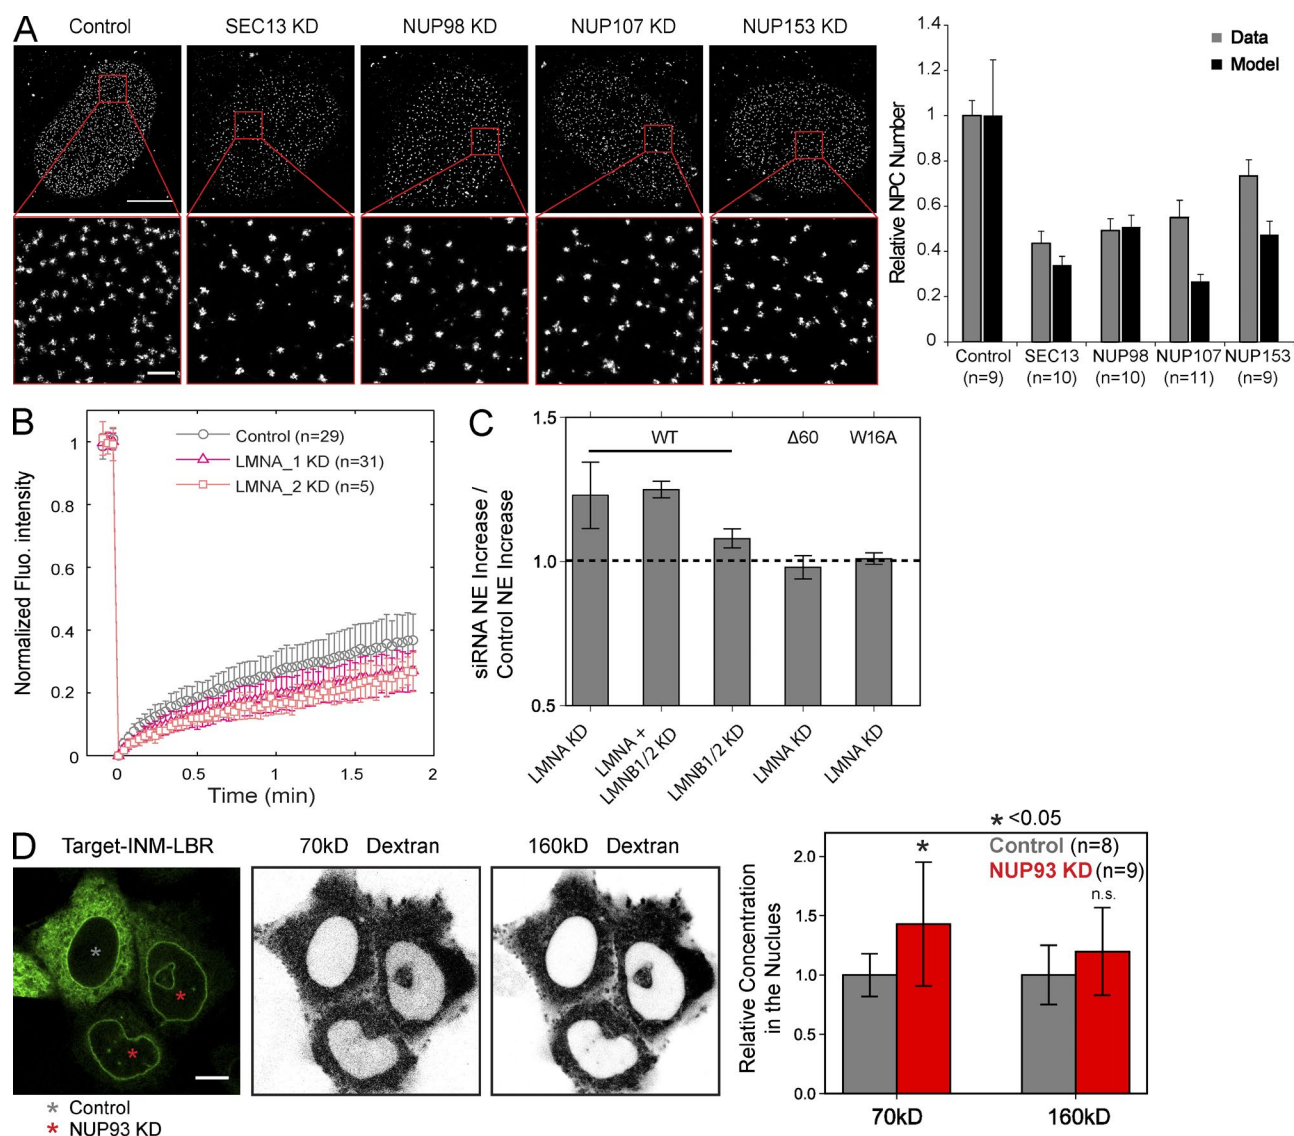 A
Control
SEC13 KD
NUP98 KD
NUP107 KD
NUP153 KD
Relative NPC Number
1.4
1.2
1
0.8
0.6
0.4
0.2
0
Data
Model
Control
(n=9)
SEC13
(n=10)
NUP98
(n=10)
NUP107
(n=11)
NUP153
(n=9)
B
Normalized Fluo. intensity
1
0.8
0.6
0.4
0.2
0
Control (n=29)
LMNA_1 KD (n=31)
LMNA_2 KD (n=5)
0
0.5
1
1.5
2
Time (min)
C
siRNA NE Increase /
Control NE Increase
1.5
1.0
0.5
WT
Δ60
W16A
LMNA KD
LMNA +
LMNB1/2 KD
LMNB1/2 KD
LMNA KD
LMNA KD
D
Target-INM-LBR
70kD Dextran
160kD Dextran
*
*
*
* Control
* NUP93 KD
Relative Concentration
in the Nuclues
2.0
1.5
1.0
0.5
0.0
* <0.05
Control (n=8)
NUP93 KD (n=9)
*
n.s.
70kD
160kD